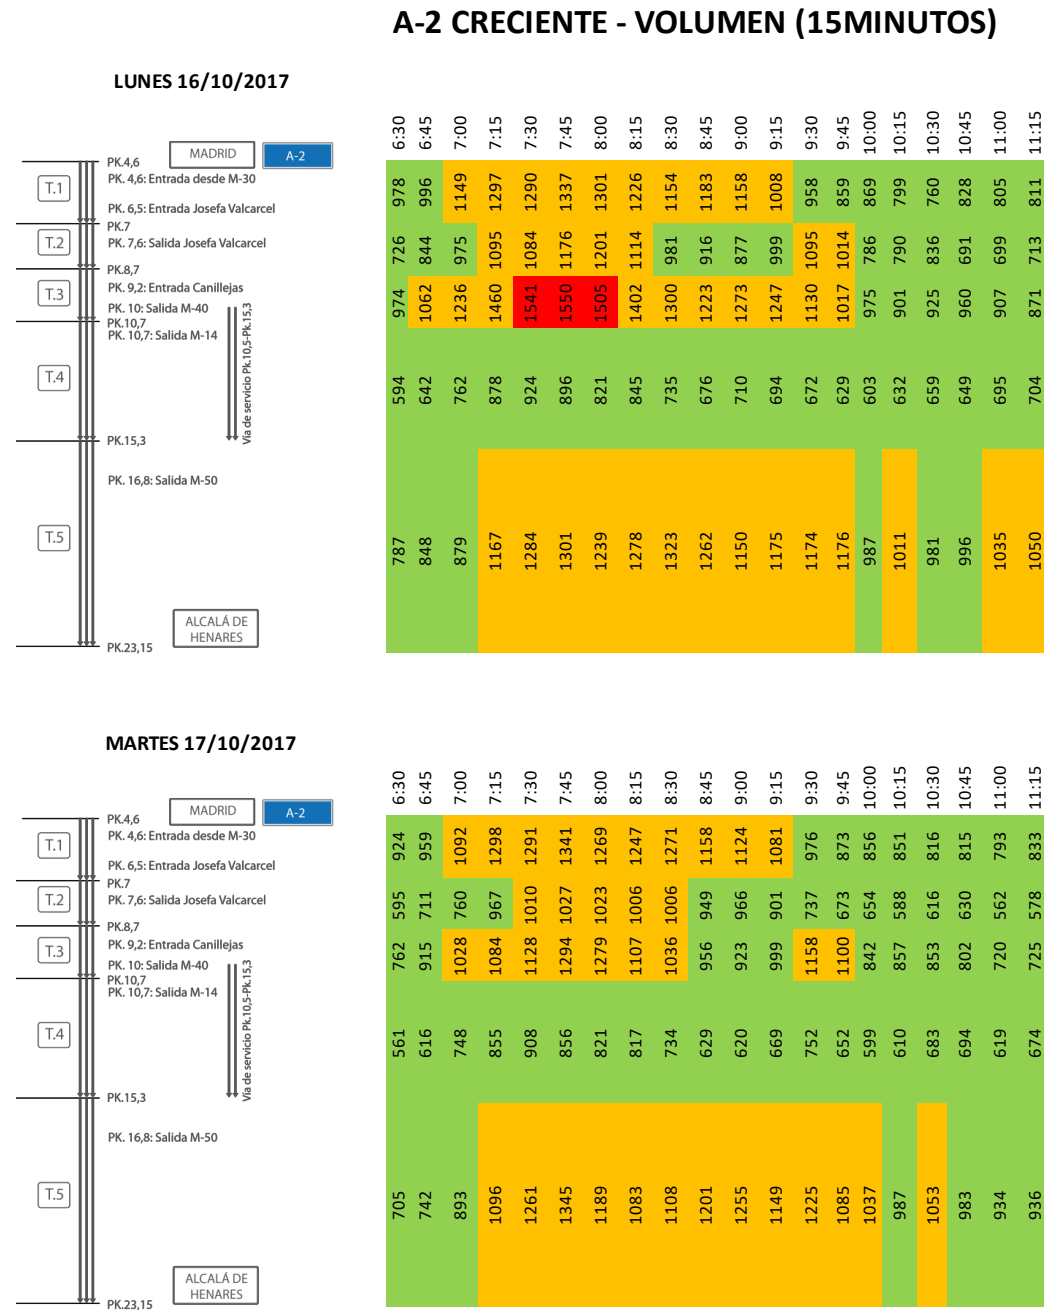 A-2 CRECIENTE - VOLUMEN (15MINUTOS)
LUNES 16/10/2017
6:30 6:45 7:00 7:15 7:30 7:45 8:00 8:15 8:30 8:45 9:00 9:15 9:30 9:45 10:00 10:15 10:30 10:45 11:00 11:15
MADRID A-2
PK.4,6
T.1 PK. 4,6: Entrada desde M-30
978 996 1149 1297 1290 1337 1301 1226 1154 1183 1158 1008 958 859 869 799 760 828 805 811
PK. 6,5: Entrada Josefa Valcarcel
PK.7
T.2 PK. 7,6: Salida Josefa Valcarcel
726 844 975 1095 1084 1176 1201 1114 981 916 877 999 1095 1014 786 790 836 691 699 713
PK.8,7
T.3 PK. 9,2: Entrada Canillejas
974 1062 1236 1460 1541 1550 1505 1402 1300 1223 1273 1247 1130 1017 975 901 925 960 907 871
PK. 10: Salida M-40
PK.10,7
PK. 10,7: Salida M-14
Vía de servicio Pk.10,5-Pk.15,3
T.4
594 642 762 878 924 896 821 845 735 676 710 694 672 629 603 632 659 649 695 704
PK.15,3
PK. 16,8: Salida M-50
T.5
787 848 879 1167 1284 1301 1239 1278 1323 1262 1150 1175 1174 1176 987 1011 981 996 1035 1050
ALCALÁ DE
HENARES
PK.23,15
MARTES 17/10/2017
6:30 6:45 7:00 7:15 7:30 7:45 8:00 8:15 8:30 8:45 9:00 9:15 9:30 9:45 10:00 10:15 10:30 10:45 11:00 11:15
MADRID A-2
PK.4,6
T.1 PK. 4,6: Entrada desde M-30
924 959 1092 1298 1291 1341 1269 1247 1271 1158 1124 1081 976 873 856 851 816 815 793 833
PK. 6,5: Entrada Josefa Valcarcel
PK.7
T.2 PK. 7,6: Salida Josefa Valcarcel
595 711 760 967 1010 1027 1023 1006 1006 949 966 901 737 673 654 588 616 630 562 578
PK.8,7
T.3 PK. 9,2: Entrada Canillejas
762 915 1028 1084 1128 1294 1279 1107 1036 956 923 999 1158 1100 842 857 853 802 720 725
PK. 10: Salida M-40
PK.10,7
PK. 10,7: Salida M-14
Vía de servicio Pk.10,5-Pk.15,3
T.4
561 616 748 855 908 856 821 817 734 629 620 669 752 652 599 610 683 694 619 674
PK.15,3
PK. 16,8: Salida M-50
T.5
705 742 893 1096 1261 1345 1189 1083 1108 1201 1255 1149 1225 1085 1037 987 1053 983 934 936
ALCALÁ DE
HENARES
PK.23,15